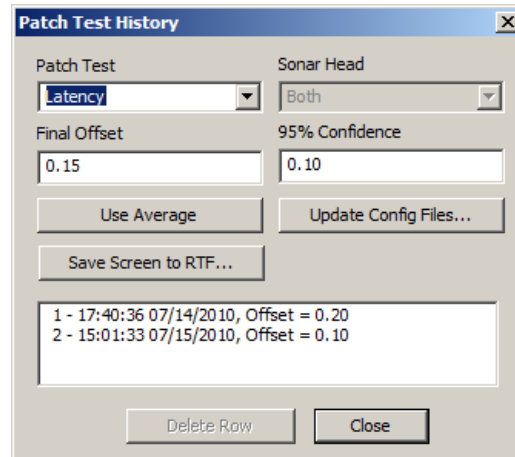 Patch Test History
Patch Test
Sonar Head
Latency
Both
Final Offset
95% Confidence
0.15
0.10
Use Average
Update Config Files...
Save Screen to RTF...
1 - 17:40:36 07/14/2010, Offset = 0.20
2 - 15:01:33 07/15/2010, Offset = 0.10
Delete Row
Close